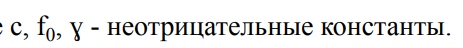 с, f₀, ɣ - неотрицательные константы.